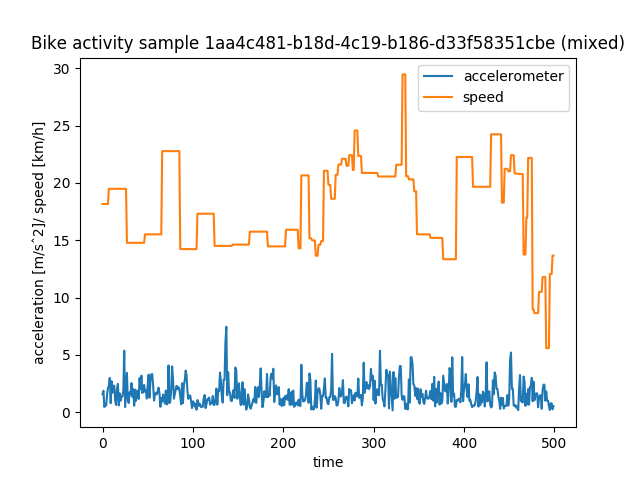 Bike activity sample 1aa4c481-b18d-4c19-b186-d33f58351cbe (mixed)
accelerometer
speed
acceleration [m/s^2]/ speed [km/h]
30
25
20
15
10
5
0
0 100 200 300 400 500
time